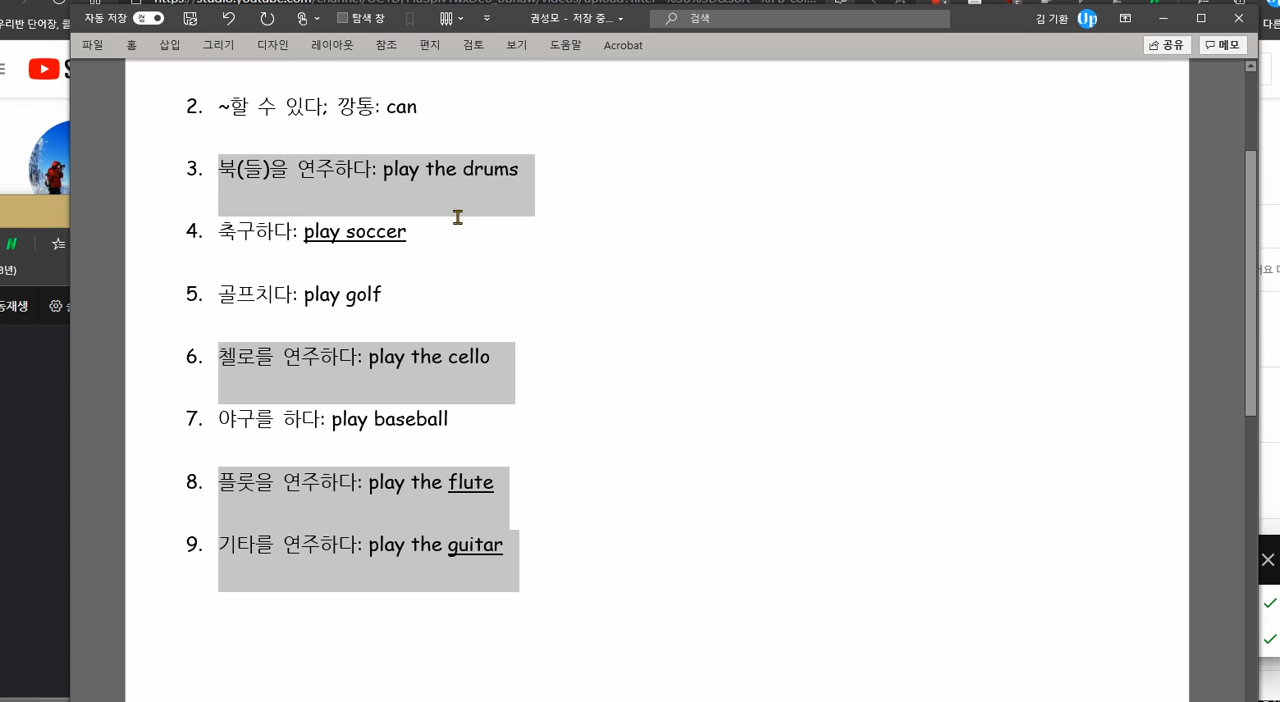 자동 저장 컴 탐색 창 권성모 - 저장 중... 검색 김 기환 Up
파일 홈 삽입 그리기 디자인 레이아웃 참조 편지 검토 보기 도움말 Acrobat 공유 메모
2. ~할 수 있다; 깡통: can
3. 북(들)을 연주하다: play the drums
4. 축구하다: play soccer
5. 골프치다: play golf
6. 첼로를 연주하다: play the cello
7. 야구를 하다: play baseball
8. 플룻을 연주하다: play the flute
9. 기타를 연주하다: play the guitar